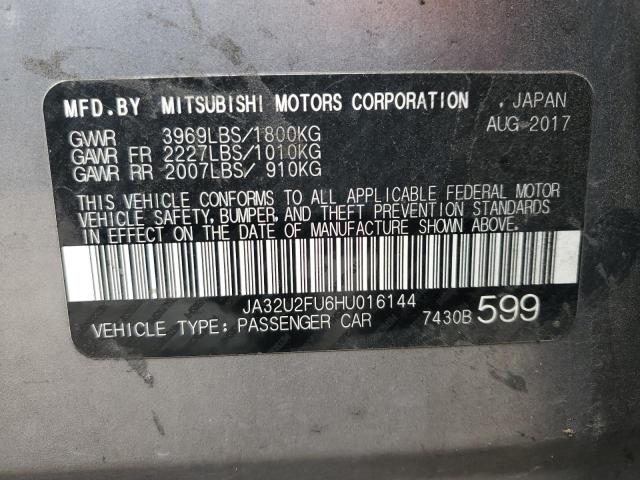 MFD.BY MITSUBISHI MOTORS CORPORATION . JAPAN
AUG 2017
GVWR 3969LBS/1800KG
GAWR FR 2227LBS/1010KG
GAWR RR 2007LBS/ 910KG
THIS VEHICLE CONFORMS TO ALL APPLICABLE FEDERAL MOTOR
VEHICLE SAFETY, BUMPER, AND THEFT PREVENTION STANDARDS
IN EFFECT ON THE DATE OF MANUFACTURE SHOWN ABOVE.
JA32U2FU6HU016144
VEHICLE TYPE: PASSENGER CAR 7430B 599